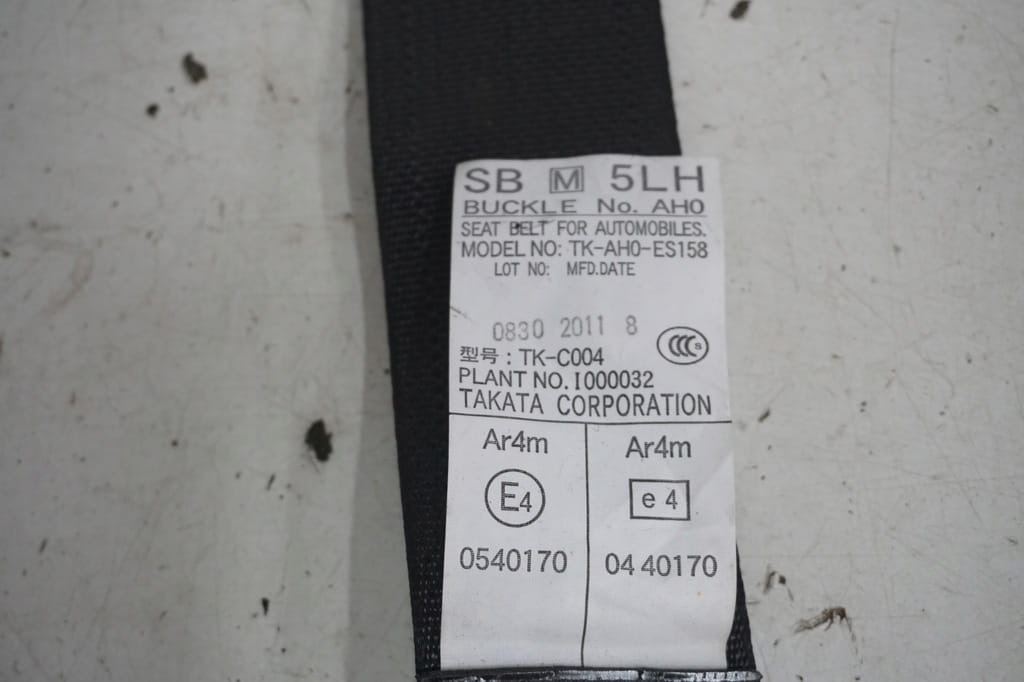 SB M 5LH
BUCKLE No. AH0
SEAT BELT FOR AUTOMOBILES.
MODEL NO: TK-AH0-ES158
LOT NO: MFD.DATE
0830 2011 8
CCC S
型号: TK-C004
PLANT NO. I000032
TAKATA CORPORATION
Ar4m Ar4m
E4 e 4
0540170 04 40170